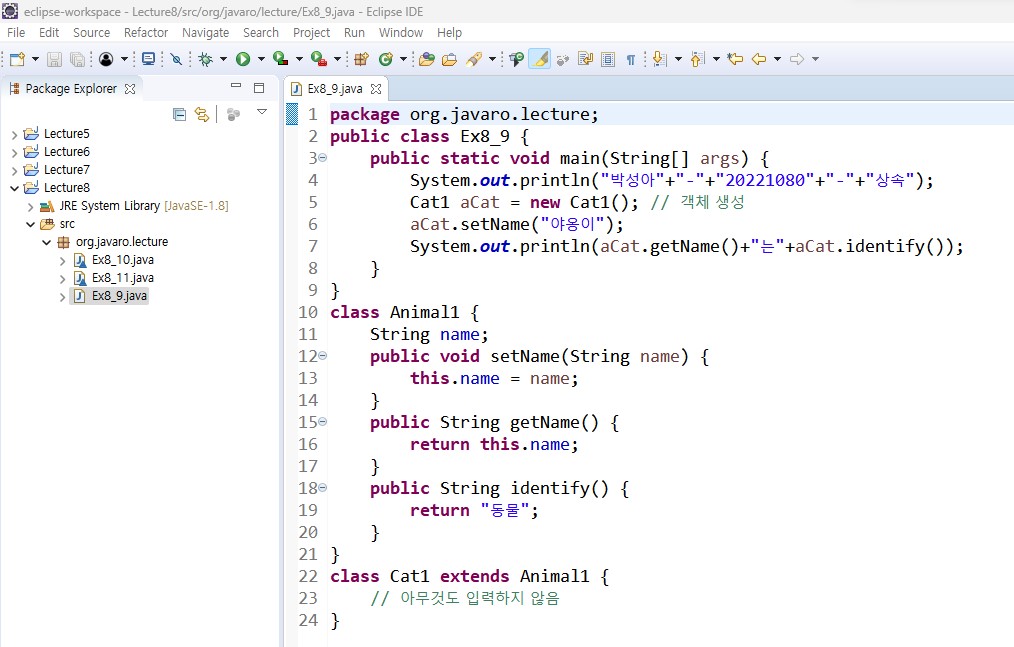 eclipse-workspace - Lecture8/src/org/javaro/lecture/Ex8_9.java - Eclipse IDE
File Edit Source Refactor Navigate Search Project Run Window Help
Package Explorer
Lecture5
Lecture6
Lecture7
Lecture8
JRE System Library [JavaSE-1.8]
src
org.javaro.lecture
Ex8_10.java
Ex8_11.java
Ex8_9.java
Ex8_9.java
1 package org.javaro.lecture;
2 public class Ex8_9 {
3 public static void main(String[] args) {
4 System.out.println("박성아"+"-"+"20221080"+"-"+"상속");
5 Cat1 aCat = new Cat1(); // 객체 생성
6 aCat.setName("야옹이");
7 System.out.println(aCat.getName()+"는"+aCat.identify());
8 }
9 }
10 class Animal1 {
11 String name;
12 public void setName(String name) {
13 this.name = name;
14 }
15 public String getName() {
16 return this.name;
17 }
18 public String identify() {
19 return "동물";
20 }
21 }
22 class Cat1 extends Animal1 {
23 // 아무것도 입력하지 않음
24 }